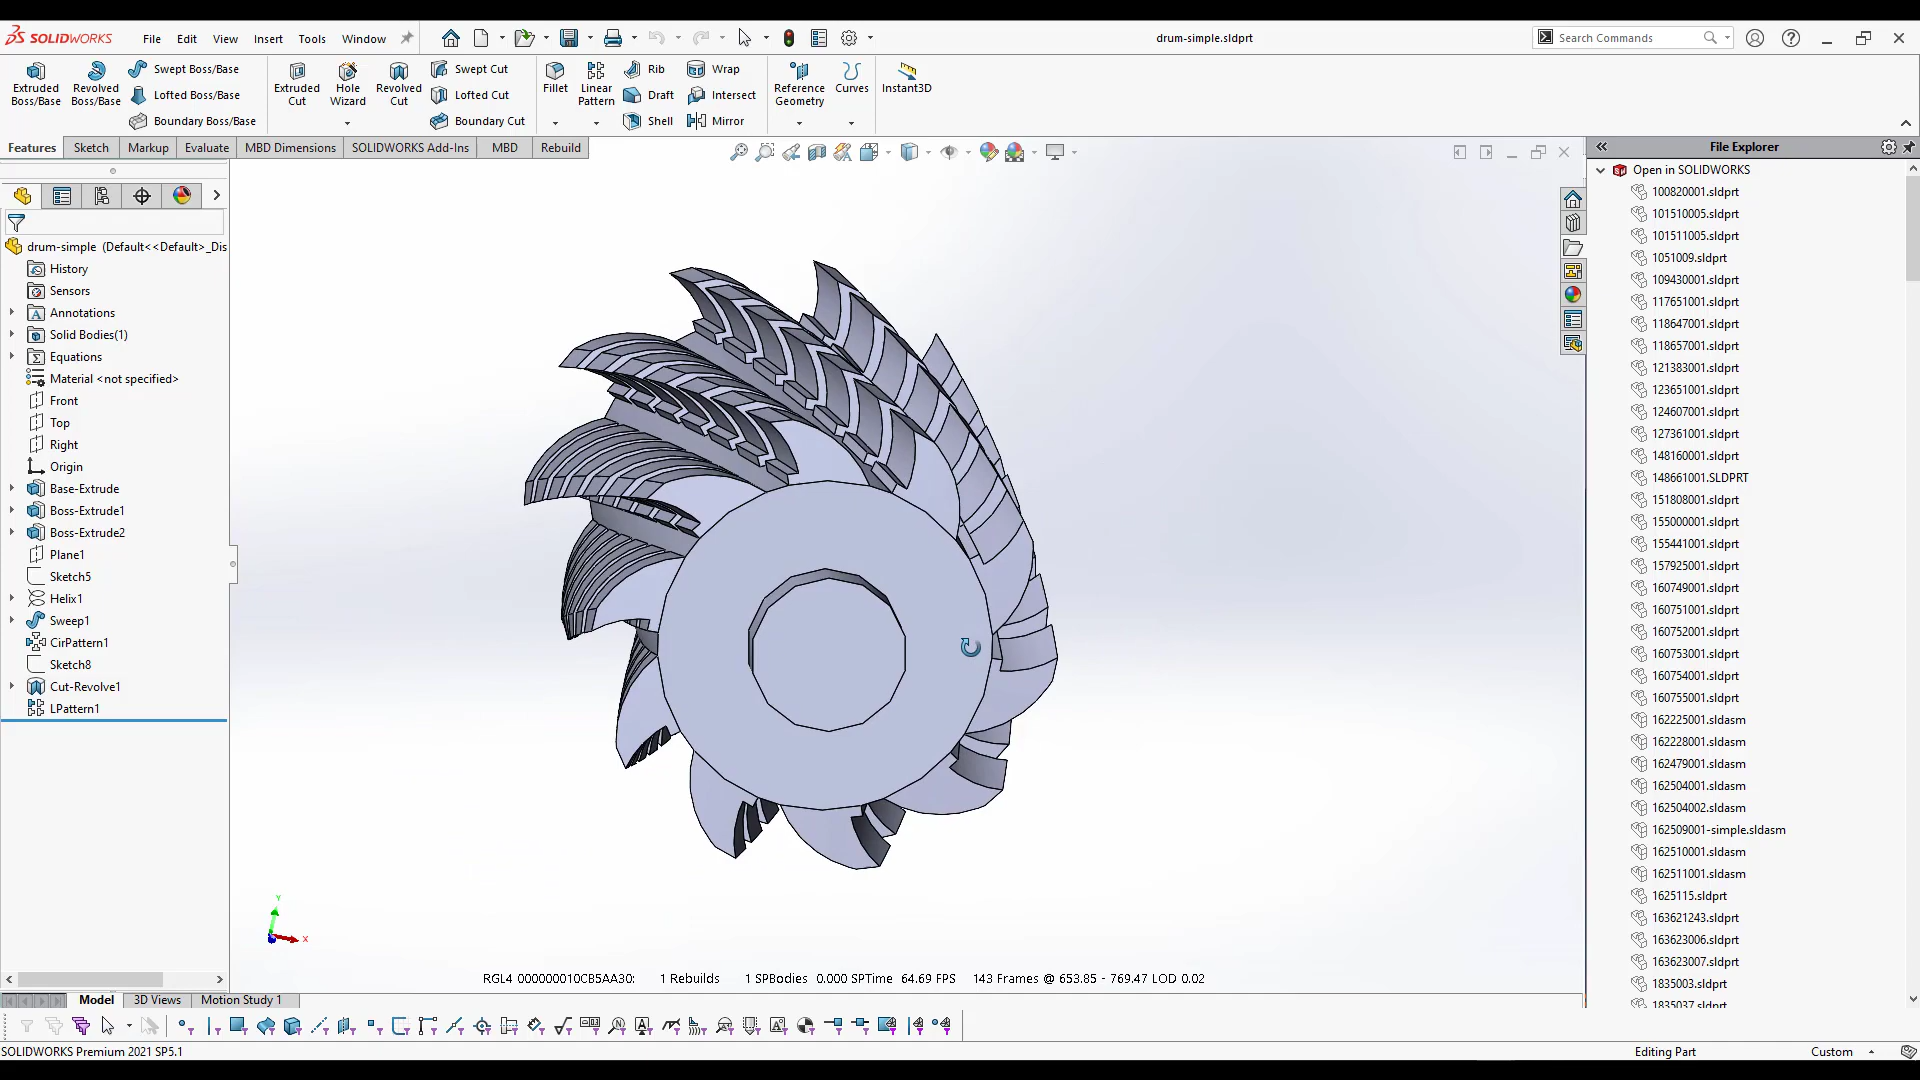 SOLIDWORKS File Edit View Insert Tools Window drum-simple.sldprt Search Commands
Extruded Boss/Base
Revolved Boss/Base
Swept Boss/Base
Lofted Boss/Base
Boundary Boss/Base
Extruded Cut
Hole Wizard
Revolved Cut
Swept Cut
Lofted Cut
Boundary Cut
Fillet
Linear Pattern
Rib
Draft
Shell
Wrap
Intersect
Mirror
Reference Geometry
Curves
Instant3D
Features Sketch Markup Evaluate MBD Dimensions SOLIDWORKS Add-Ins MBD Rebuild
drum-simple (Default<<Default>_Dis
History
Sensors
Annotations
Solid Bodies(1)
Equations
Material <not specified>
Front
Top
Right
Origin
Base-Extrude
Boss-Extrude1
Boss-Extrude2
Plane1
Sketch5
Helix1
Sweep1
CirPattern1
Sketch8
Cut-Revolve1
LPattern1
Y
X
RGL4 000000010CB5AA30: 1 Rebuilds 1 SPBodies 0.000 SPTime 64.69 FPS 143 Frames @ 653.85 - 769.47 LOD 0.02
File Explorer
Open in SOLIDWORKS
100820001.sldprt
101510005.sldprt
101511005.sldprt
1051009.sldprt
109430001.sldprt
117651001.sldprt
118647001.sldprt
118657001.sldprt
121383001.sldprt
123651001.sldprt
124607001.sldprt
127361001.sldprt
148160001.sldprt
148661001.SLDPRT
151808001.sldprt
155000001.sldprt
155441001.sldprt
157925001.sldprt
160749001.sldprt
160751001.sldprt
160752001.sldprt
160753001.sldprt
160754001.sldprt
160755001.sldprt
162225001.sldasm
162228001.sldasm
162479001.sldasm
162504001.sldasm
162504002.sldasm
162509001-simple.sldasm
162510001.sldasm
162511001.sldasm
1625115.sldprt
163621243.sldprt
163623006.sldprt
163623007.sldprt
1835003.sldprt
1835037.sldprt
Model 3D Views Motion Study 1
SOLIDWORKS Premium 2021 SP5.1 Editing Part Custom